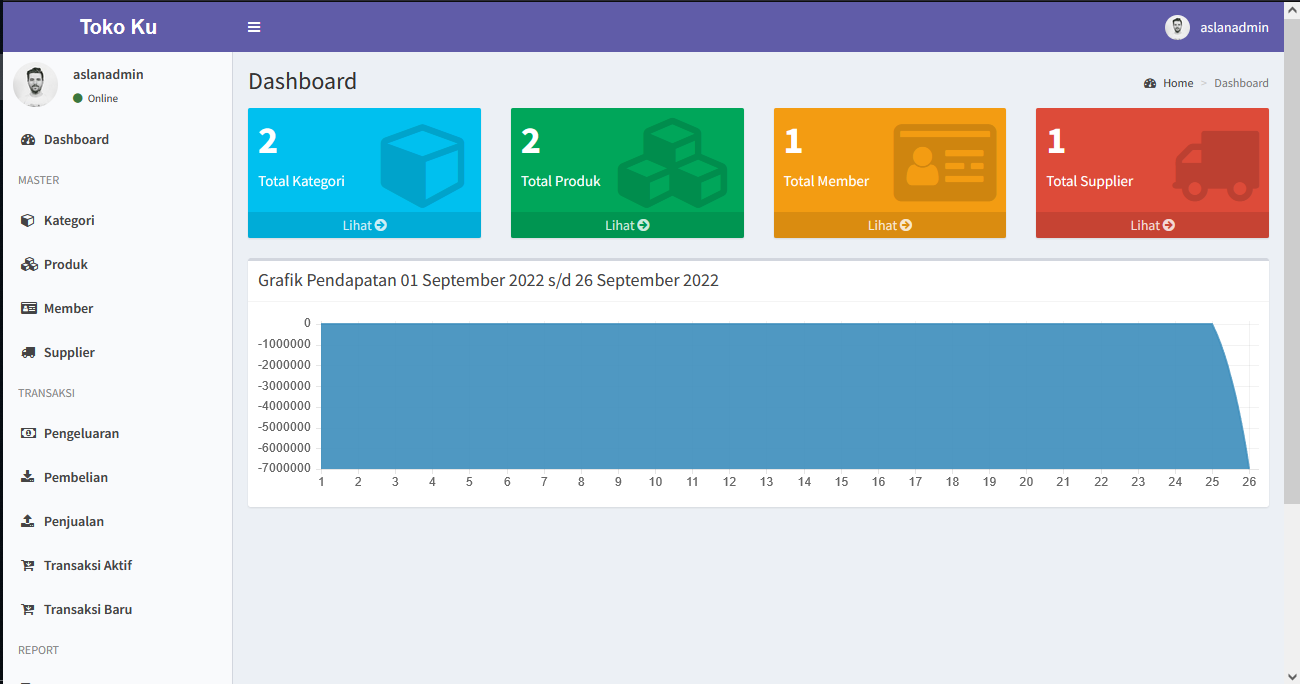 Toko Ku
aslanadmin
aslanadmin
Online
Dashboard
MASTER
Kategori
Produk
Member
Supplier
TRANSAKSI
Pengeluaran
Pembelian
Penjualan
Transaksi Aktif
Transaksi Baru
REPORT
Dashboard
Home > Dashboard
2
Total Kategori
Lihat
2
Total Produk
Lihat
1
Total Member
Lihat
1
Total Supplier
Lihat
Grafik Pendapatan 01 September 2022 s/d 26 September 2022
0
-1000000
-2000000
-3000000
-4000000
-5000000
-6000000
-7000000
1 2 3 4 5 6 7 8 9 10 11 12 13 14 15 16 17 18 19 20 21 22 23 24 25 26